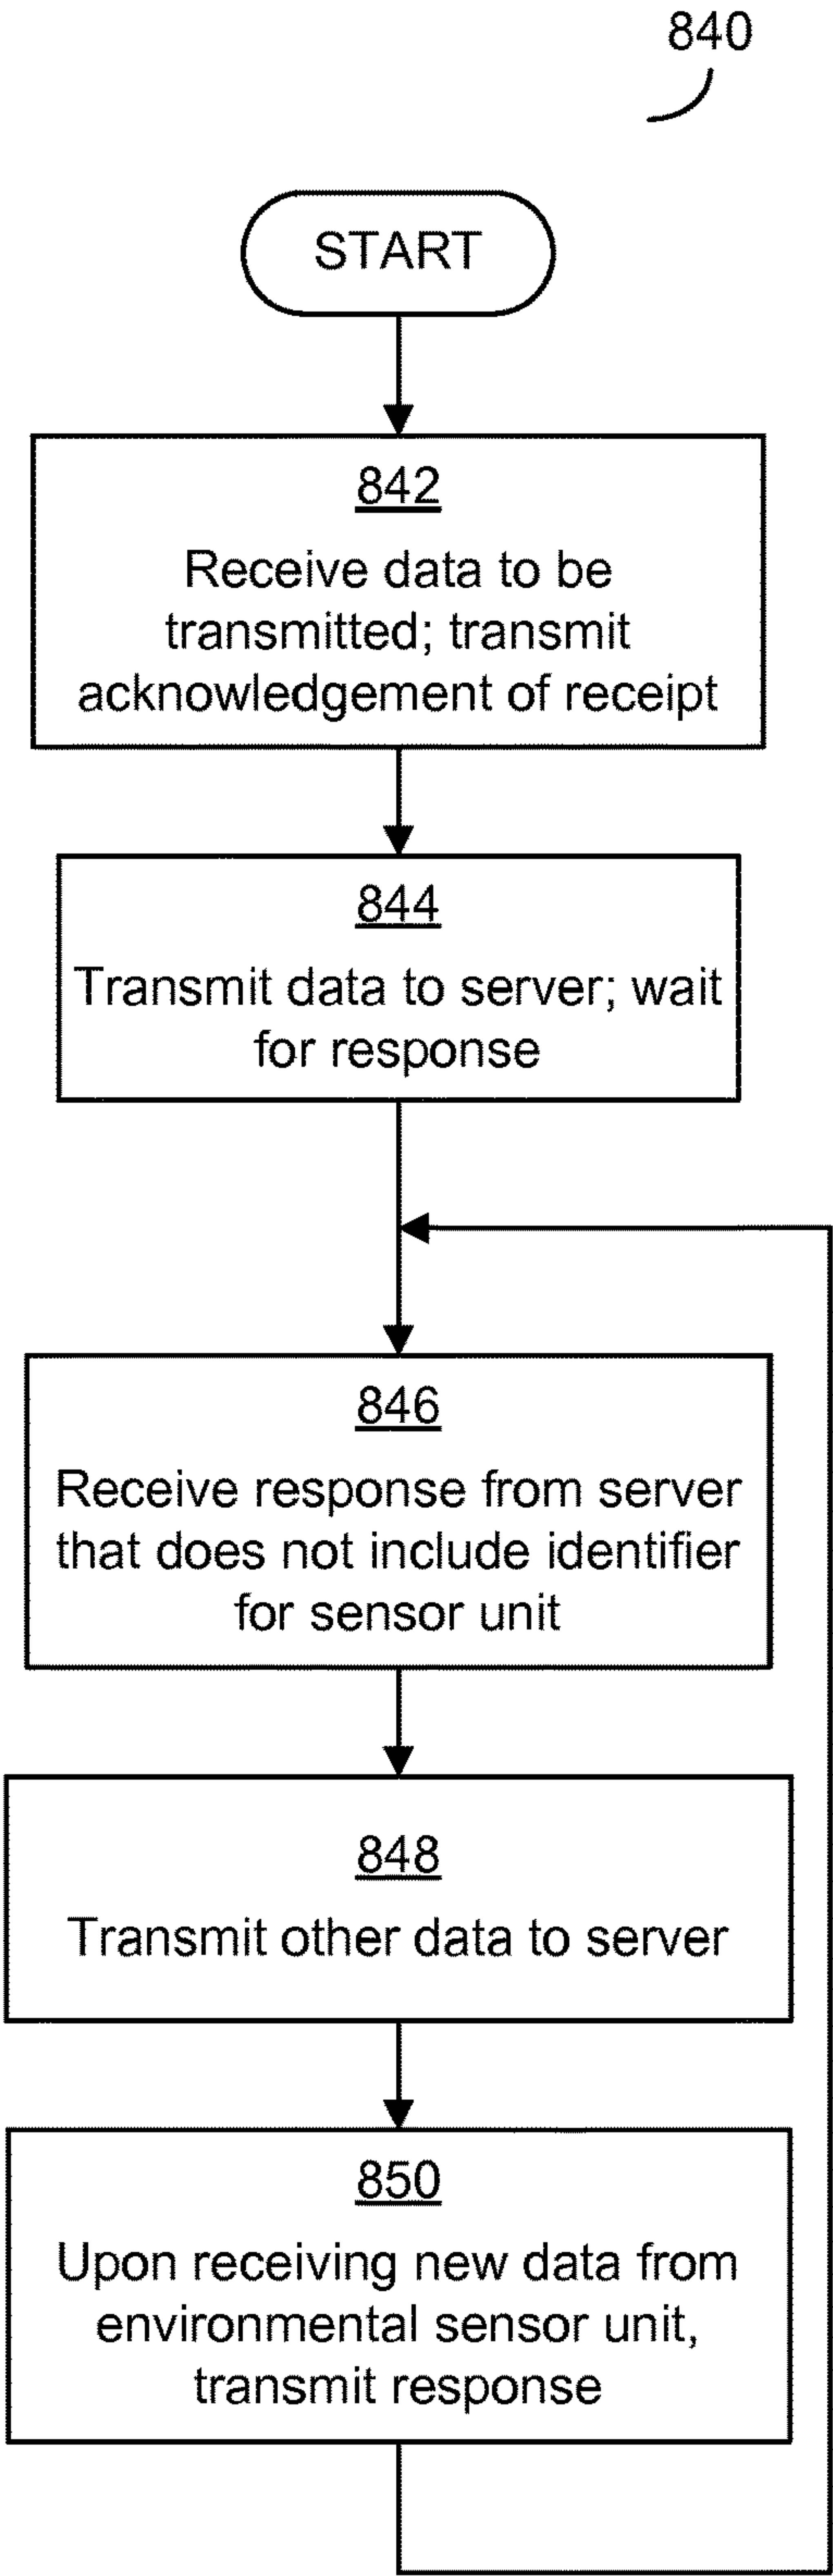 840
START
842
Receive data to be
transmitted; transmit
acknowledgement of receipt
844
Transmit data to server; wait
for response
846
Receive response from server
that does not include identifier
for sensor unit
848
Transmit other data to server
850
Upon receiving new data from
environmental sensor unit,
transmit response